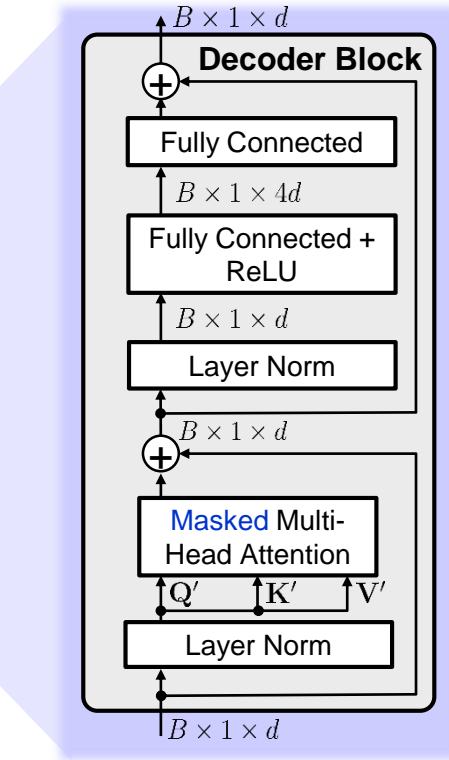 B × 1 × d
Decoder Block
+
Fully Connected
B × 1 × 4d
Fully Connected +
ReLU
B × 1 × d
Layer Norm
B × 1 × d
+
Masked Multi-
Head Attention
Q′ K′ V′
Layer Norm
B × 1 × d